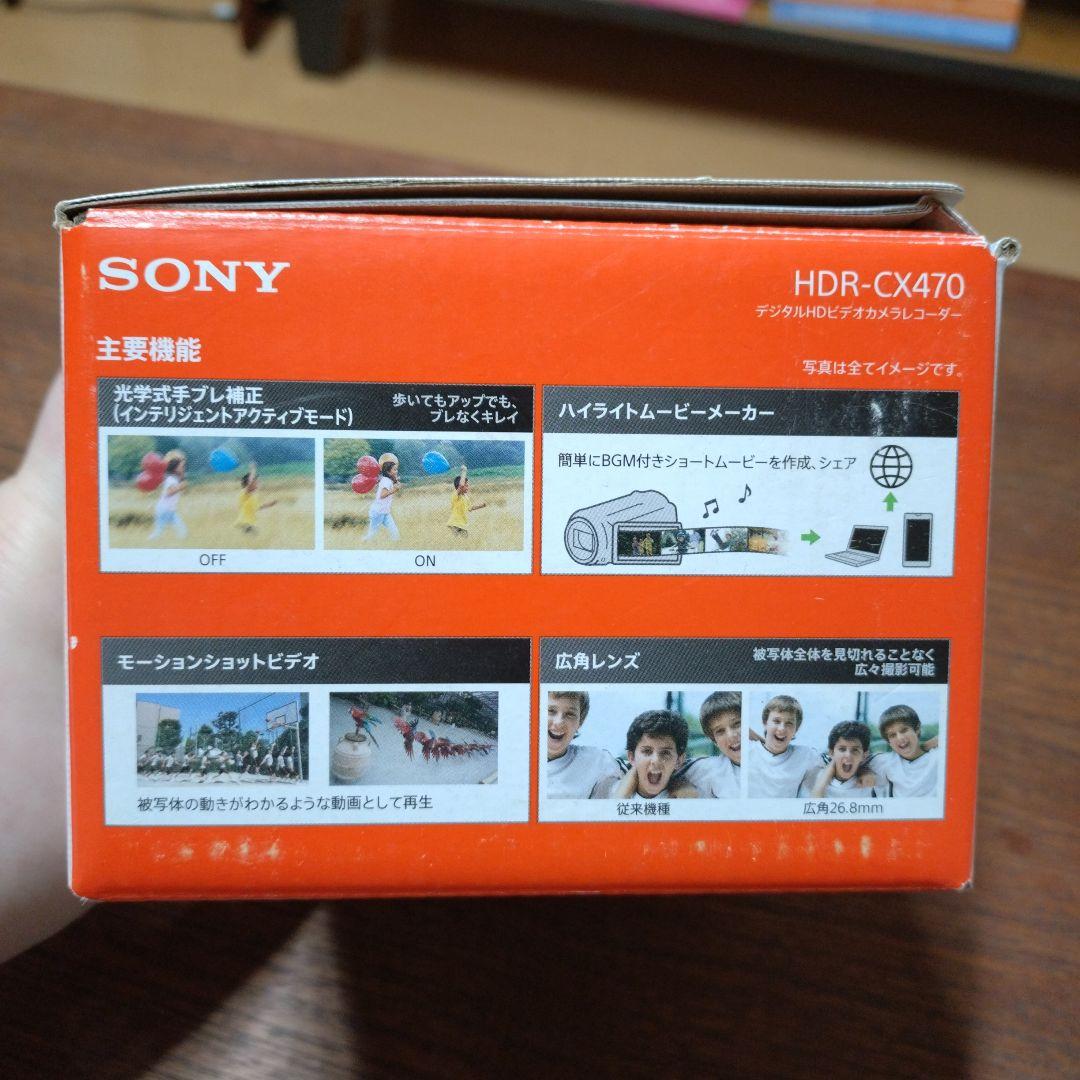 SONY
HDR-CX470
デジタルHDビデオカメラレコーダー
主要機能
写真は全てイメージです。
光学式手ブレ補正
(インテリジェントアクティブモード)
歩いてもアップでも、
ブレなくキレイ
OFF
ON
ハイライトムービーメーカー
簡単にBGM付きショートムービーを作成、シェア
モーションショットビデオ
被写体の動きがわかるような動画として再生
広角レンズ
被写体全体を見切れることなく
広々撮影可能
従来機種
広角26.8mm